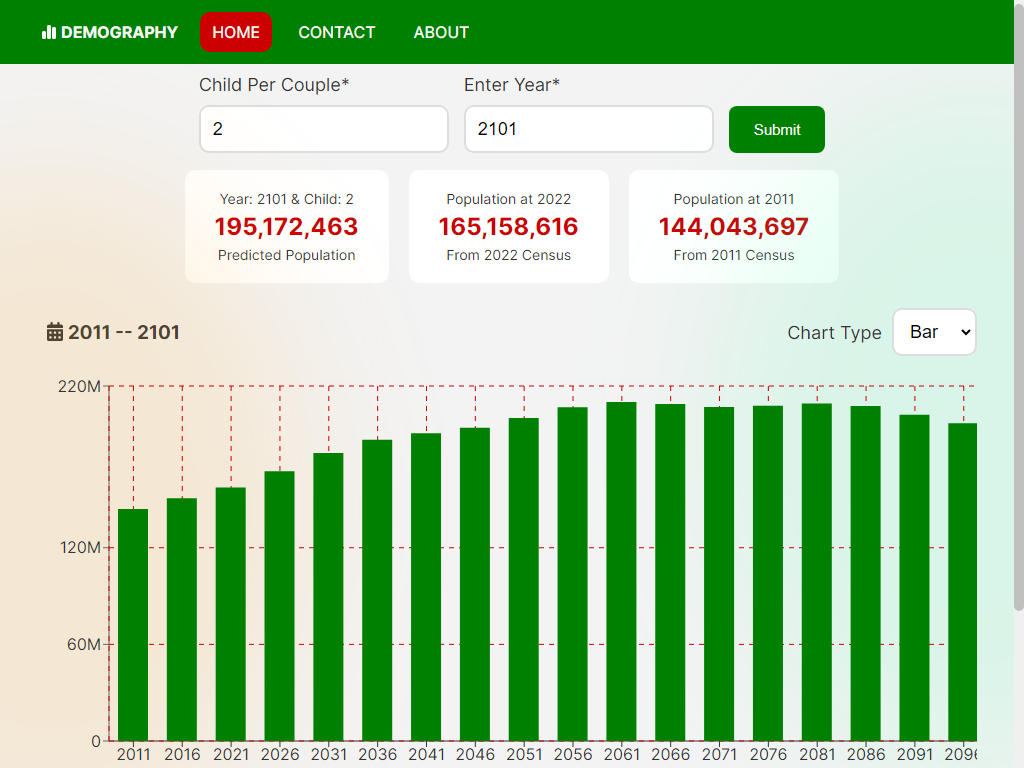 DEMOGRAPHY HOME CONTACT ABOUT
Child Per Couple* Enter Year*
2 2101 Submit
Year: 2101 & Child: 2
195,172,463
Predicted Population
Population at 2022
165,158,616
From 2022 Census
Population at 2011
144,043,697
From 2011 Census
2011 -- 2101 Chart Type Bar
220M
120M
60M
0
2011 2016 2021 2026 2031 2036 2041 2046 2051 2056 2061 2066 2071 2076 2081 2086 2091 2096